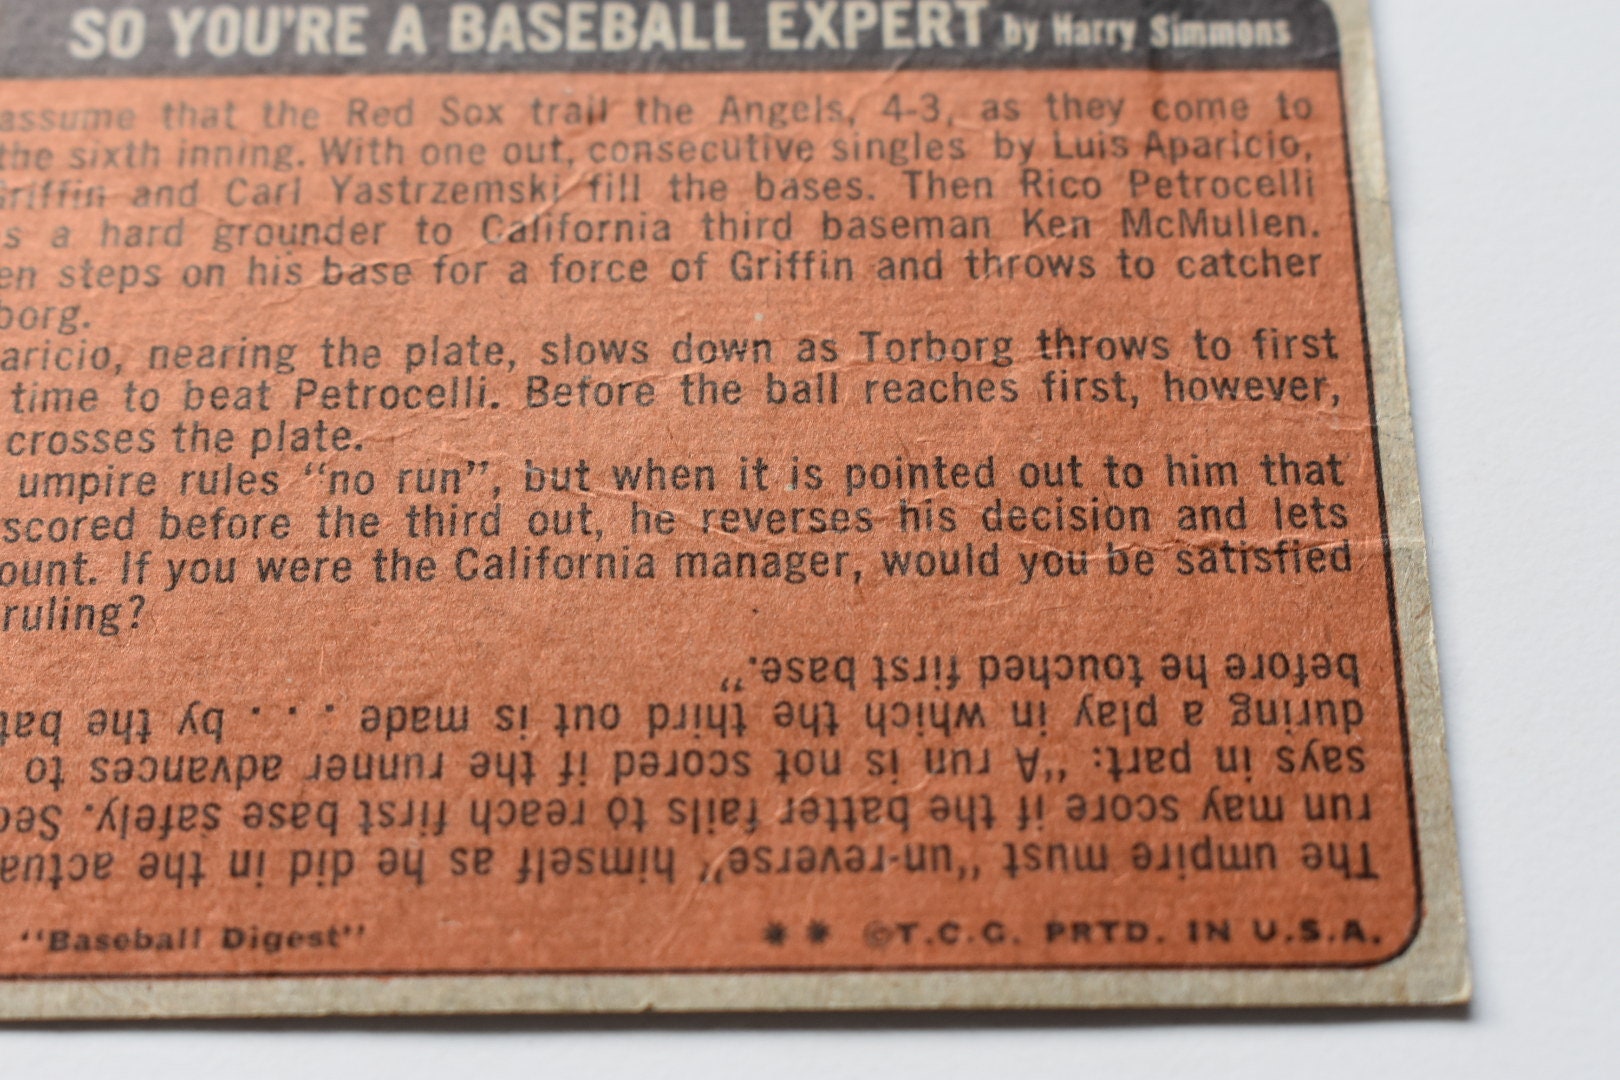 SO YOU'RE A BASEBALL EXPERT by Harry Simmons
assume that the Red Sox trail the Angels, 4-3, as they come to
the sixth inning. With one out, consecutive singles by Luis Aparicio,
Griffin and Carl Yastrzemski fill the bases. Then Rico Petrocelli
s a hard grounder to California third baseman Ken McMullen.
en steps on his base for a force of Griffin and throws to catcher
borg.
aricio, nearing the plate, slows down as Torborg throws to first
time to beat Petrocelli. Before the ball reaches first, however,
crosses the plate.
umpire rules "no run", but when it is pointed out to him that
scored before the third out, he reverses his decision and lets
ount. If you were the California manager, would you be satisfied
ruling?
The umpire must "un-reverse" himself as he did in the actua
run may score if the batter fails to reach first base safely. Sec
says in part: "A run is not scored if the runner advances to
during a play in which the third out is made . . . by the bat
before he touched first base."
"Baseball Digest"
** ©T.C.G. PRTD. IN U.S.A.